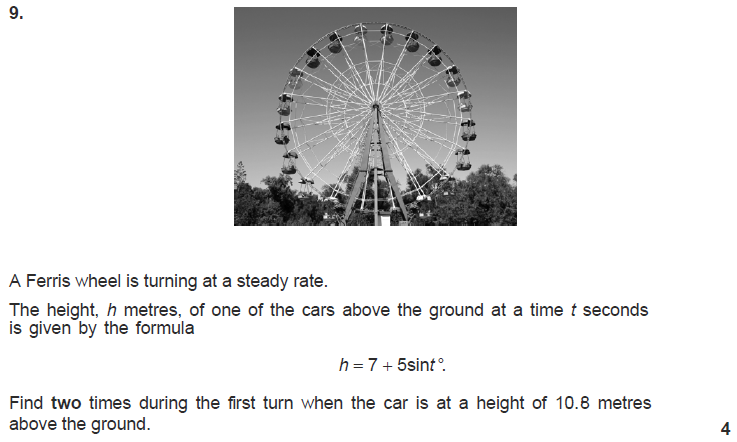 9.
A Ferris wheel is turning at a steady rate.
The height, h metres, of one of the cars above the ground at a time t seconds
is given by the formula
h = 7 + 5sint°.
Find two times during the first turn when the car is at a height of 10.8 metres
above the ground.
4